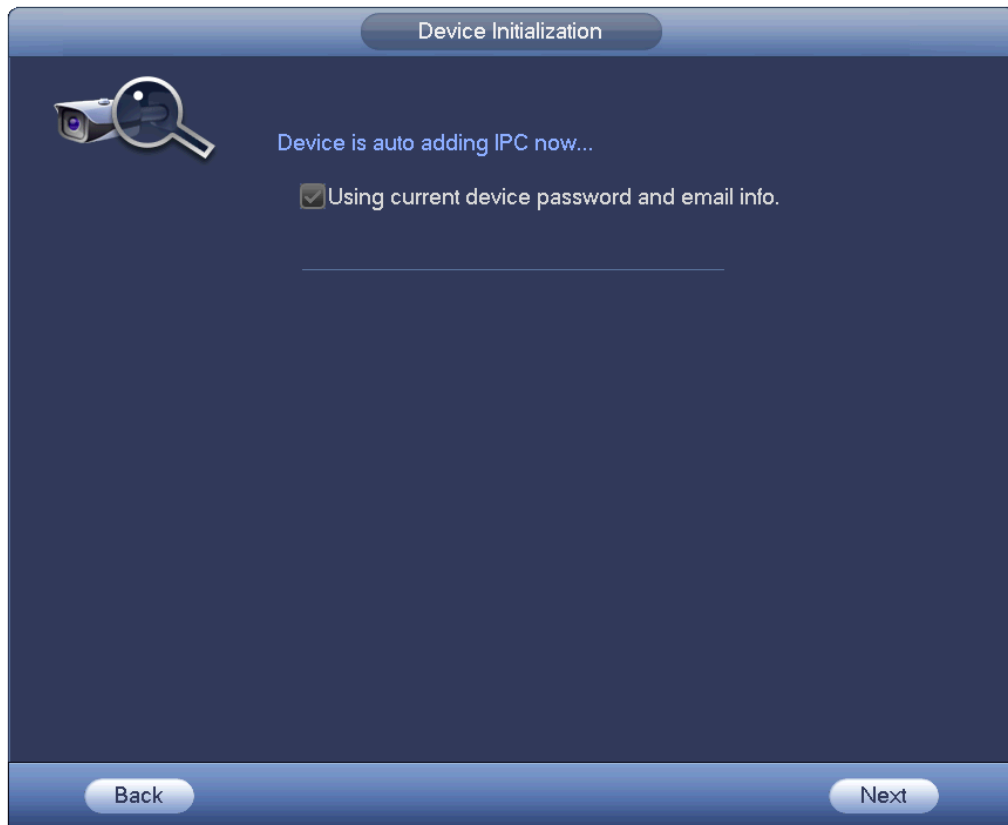 Device Initialization
Device is auto adding IPC now...
Using current device password and email info.
Back
Next